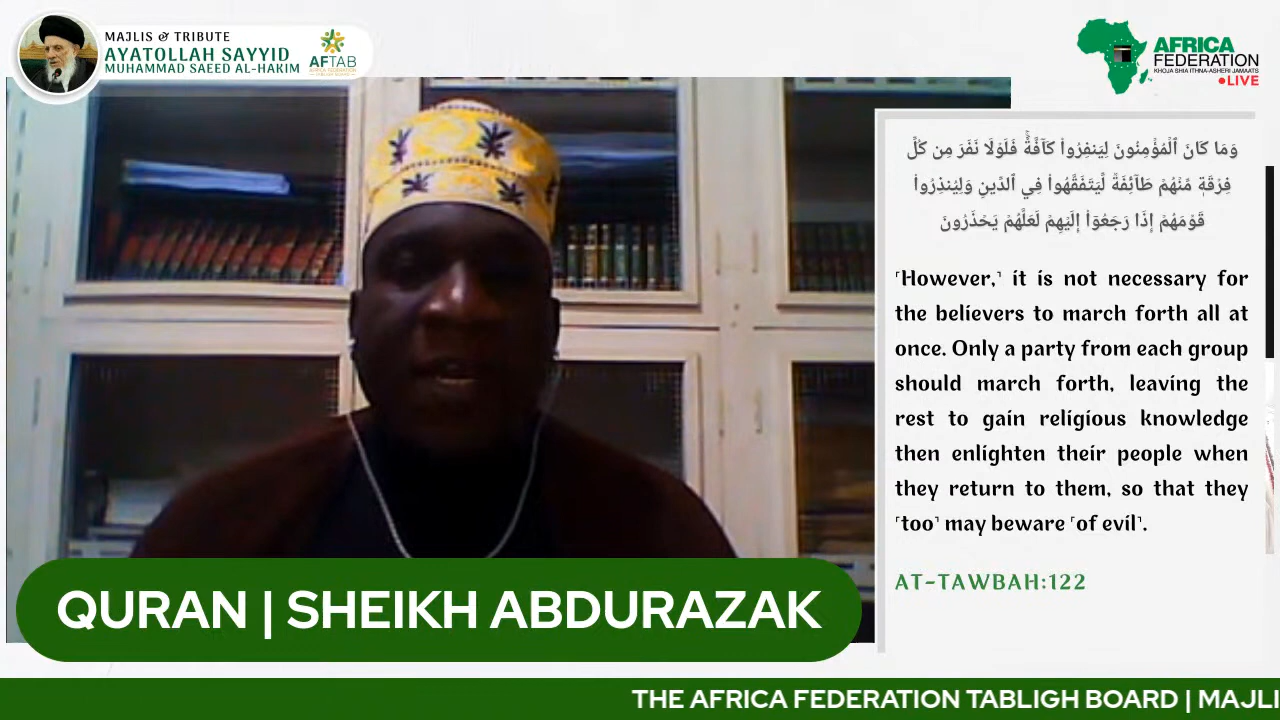 MAJLIS & TRIBUTE
AYATOLLAH SAYYID
MUHAMMAD SAEED AL-HAKIM
AFTAB
AFRICA
FEDERATION
KHOJA SHIA ITHNA-ASHERI JAMAATS
LIVE
وَمَا كَانَ ٱلْمُؤْمِنُونَ لِيَنفِرُوا۟ كَآفَّةًۭ ۚ فَلَوْلَا نَفَرَ مِن كُلِّ
فِرْقَةٍۢ مِّنْهُمْ طَآئِفَةٌۭ لِّيَتَفَقَّهُوا۟ فِى ٱلدِّينِ وَلِيُنذِرُوا۟
قَوْمَهُمْ إِذَا رَجَعُوٓا۟ إِلَيْهِمْ لَعَلَّهُمْ يَحْذَرُونَ
˹However,˺ it is not necessary for
the believers to march forth all at
once. Only a party from each group
should march forth, leaving the
rest to gain religious knowledge
then enlighten their people when
they return to them, so that they
˹too˺ may beware ˹of evil˺.
AT-TAWBAH:122
QURAN | SHEIKH ABDURAZAK
THE AFRICA FEDERATION TABLIGH BOARD | MAJLI